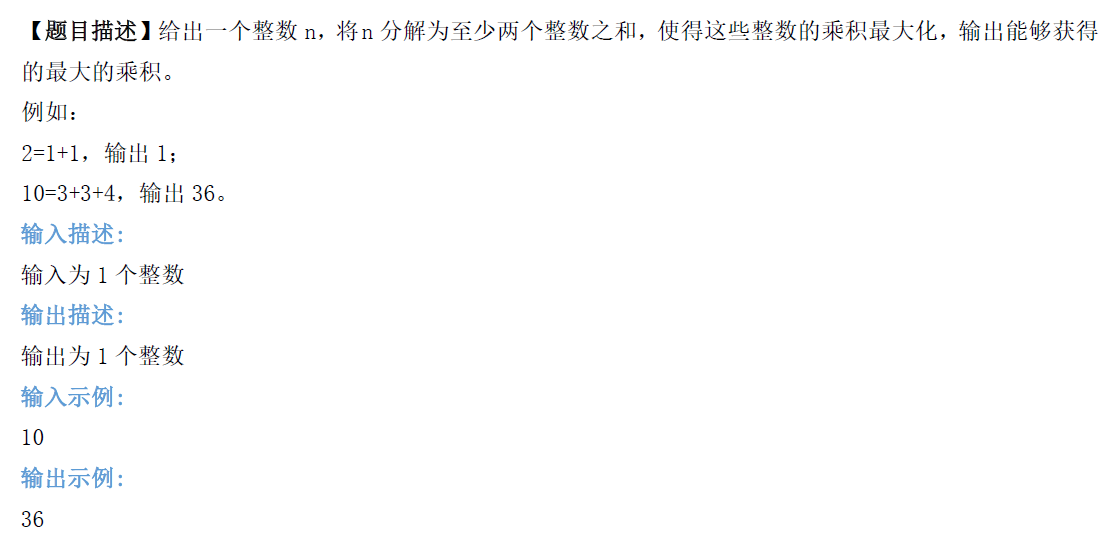 【题目描述】给出一个整数 n，将n 分解为至少两个整数之和，使得这些整数的乘积最大化，输出能够获得
的最大的乘积。
例如：
2=1+1，输出 1；
10=3+3+4，输出 36。
输入描述：
输入为 1 个整数
输出描述：
输出为 1 个整数
输入示例：
10
输出示例：
36